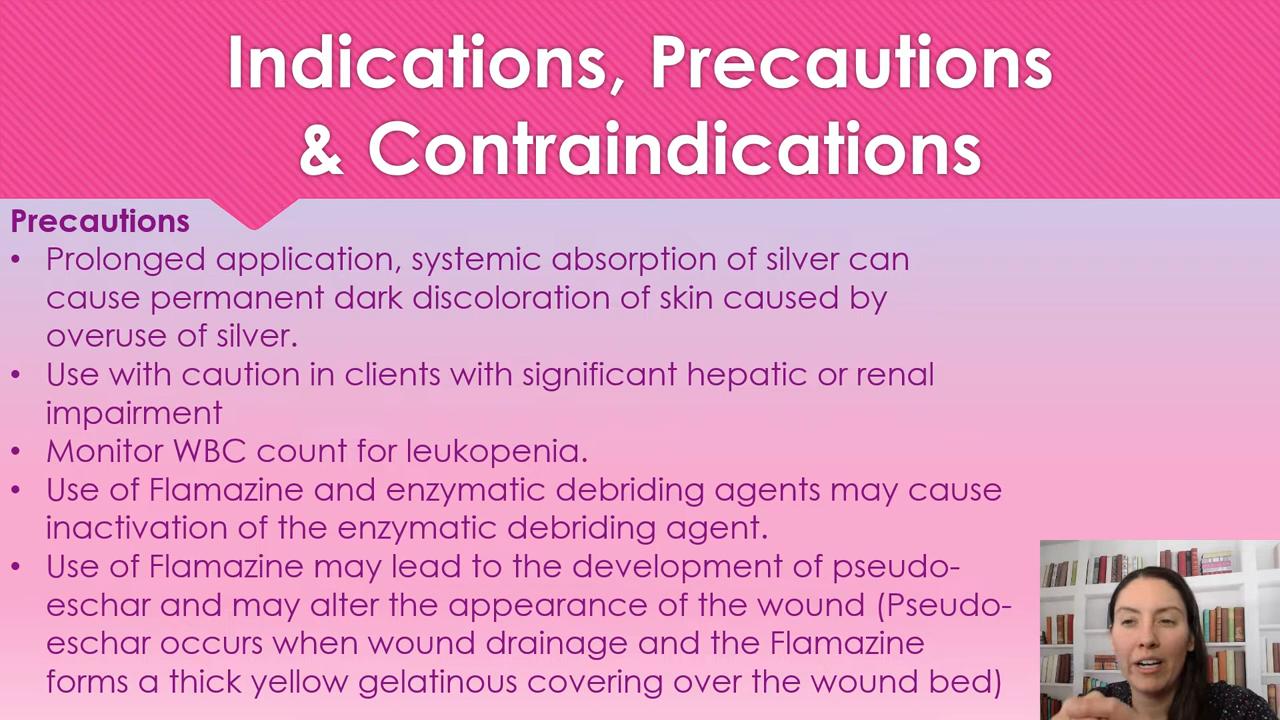 Indications, Precautions
& Contraindications
Precautions
• Prolonged application, systemic absorption of silver can
cause permanent dark discoloration of skin caused by
overuse of silver.
• Use with caution in clients with significant hepatic or renal
impairment
• Monitor WBC count for leukopenia.
• Use of Flamazine and enzymatic debriding agents may cause
inactivation of the enzymatic debriding agent.
• Use of Flamazine may lead to the development of pseudo-
eschar and may alter the appearance of the wound (Pseudo-
eschar occurs when wound drainage and the Flamazine
forms a thick yellow gelatinous covering over the wound bed)